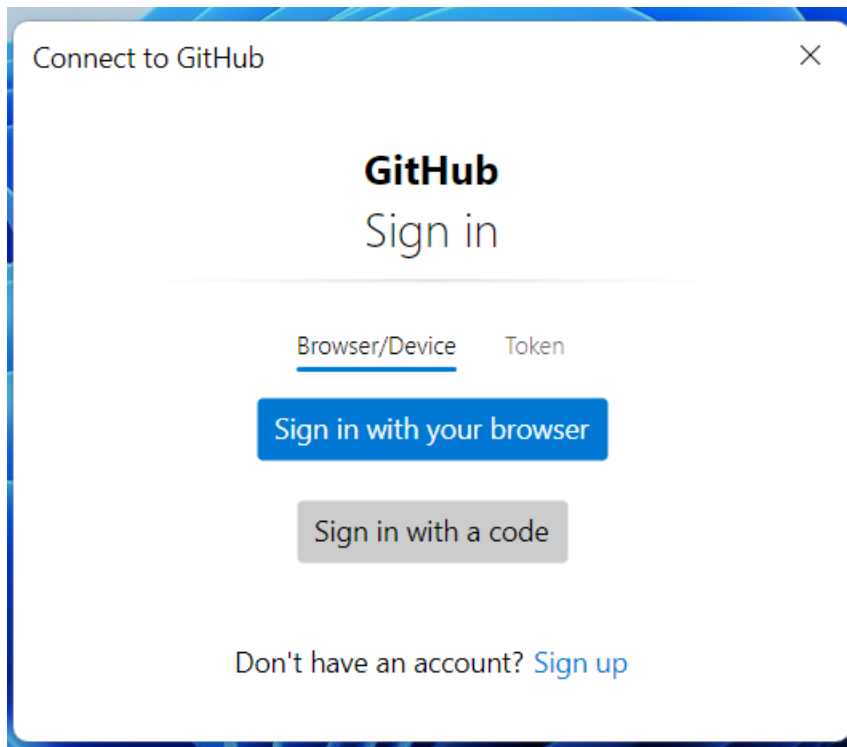 Connect to GitHub
GitHub
Sign in
Browser/Device Token
Sign in with your browser
Sign in with a code
Don't have an account? Sign up